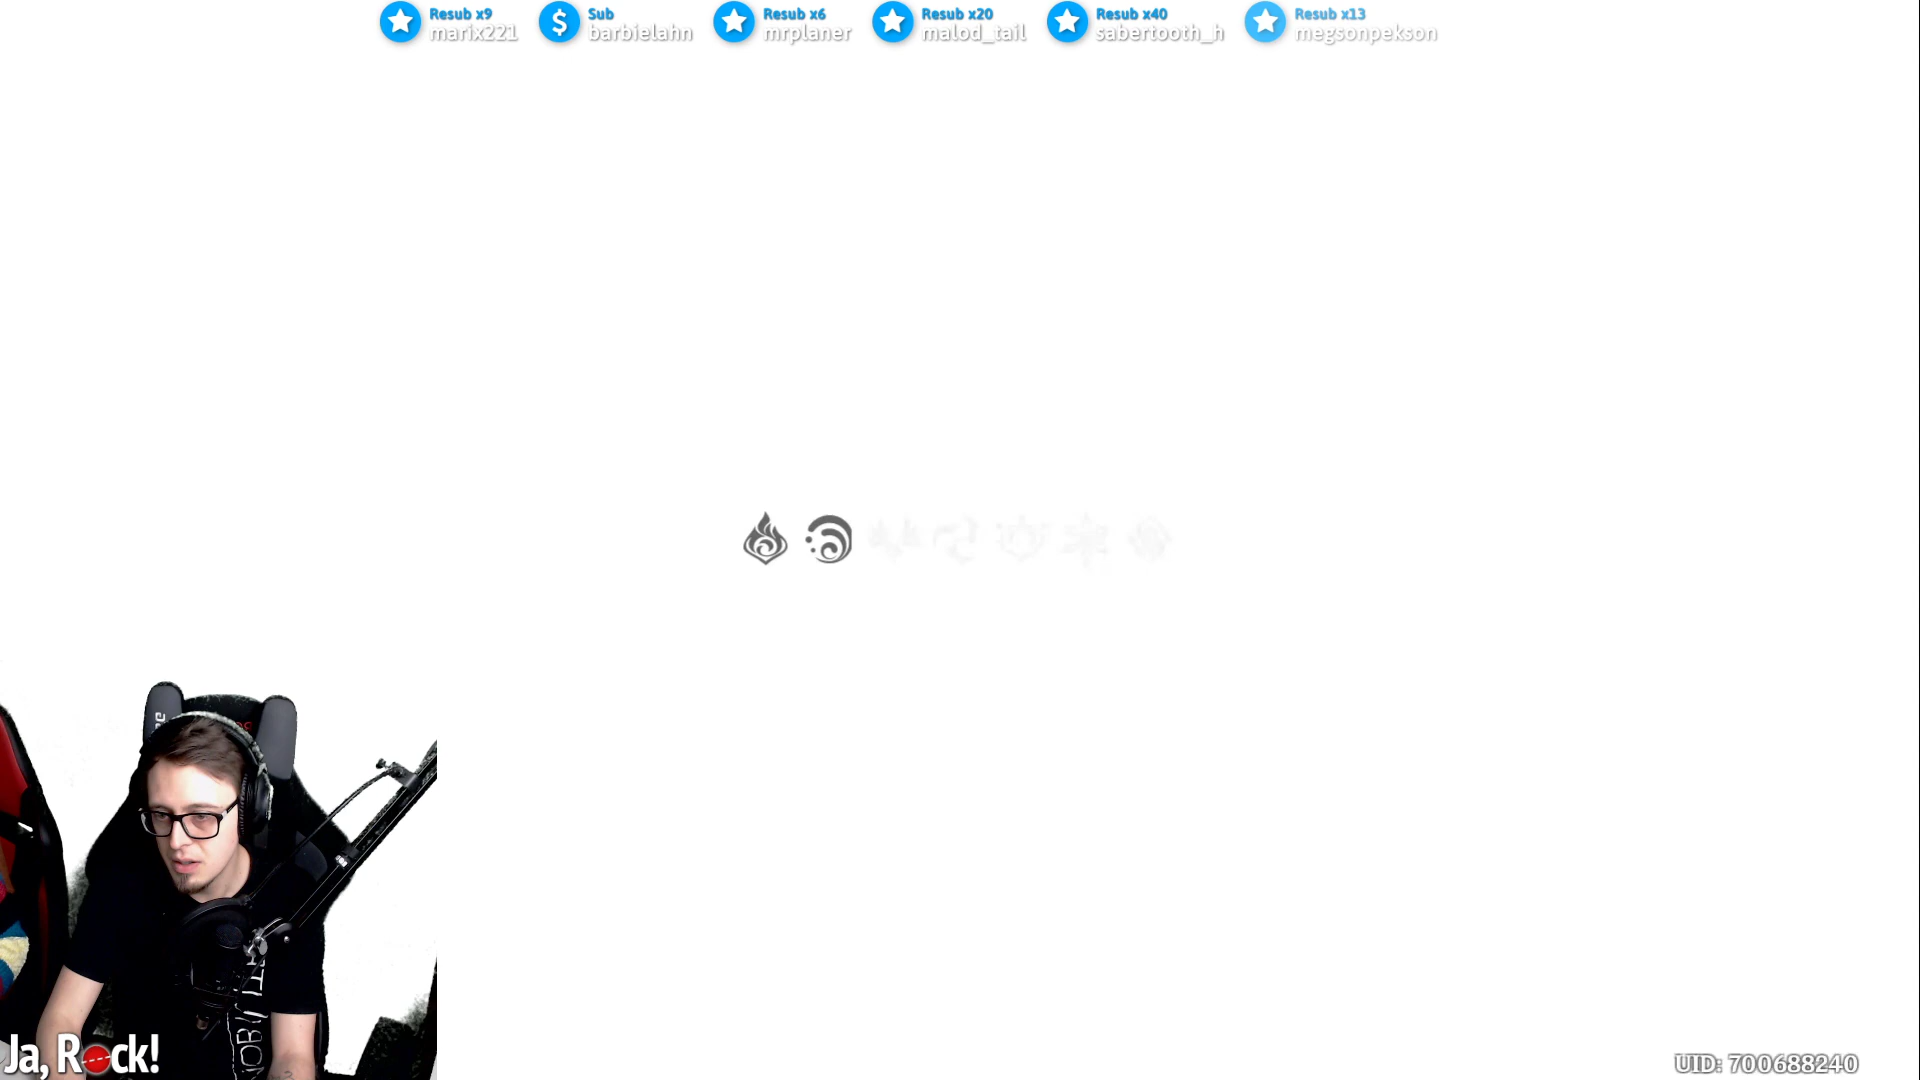 Resub x9
marix221
Sub
barbielahn
Resub x6
mrplaner
Resub x20
malod_tail
Resub x40
sabertooth_h
Resub x13
megsonpekson
Ja, Rock!
UID: 700688240